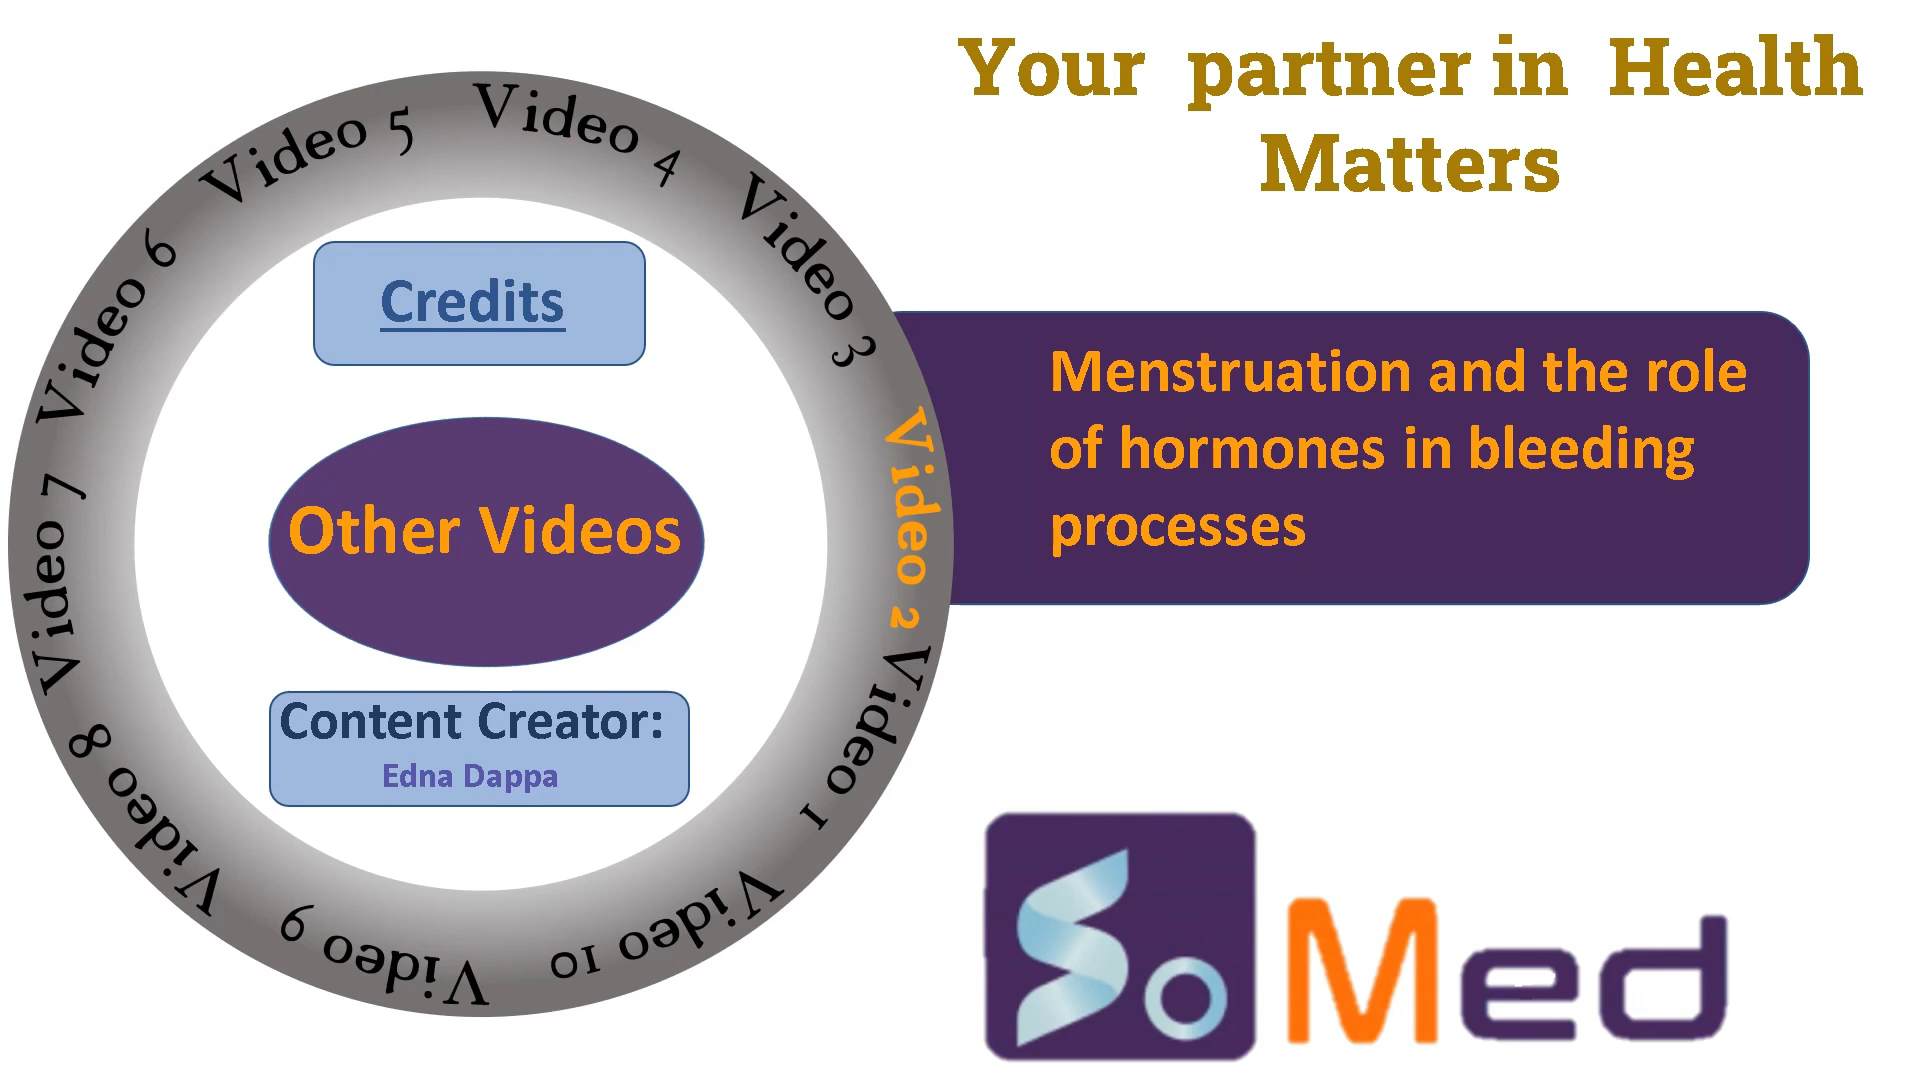 Your partner in Health
Matters
Video 1
Video 2
Video 3
Video 4
Video 5
Video 6
Video 7
Video 8
Video 9
Video 10
Credits
Other Videos
Content Creator:
Edna Dappa
Menstruation and the role
of hormones in bleeding
processes
SoMed